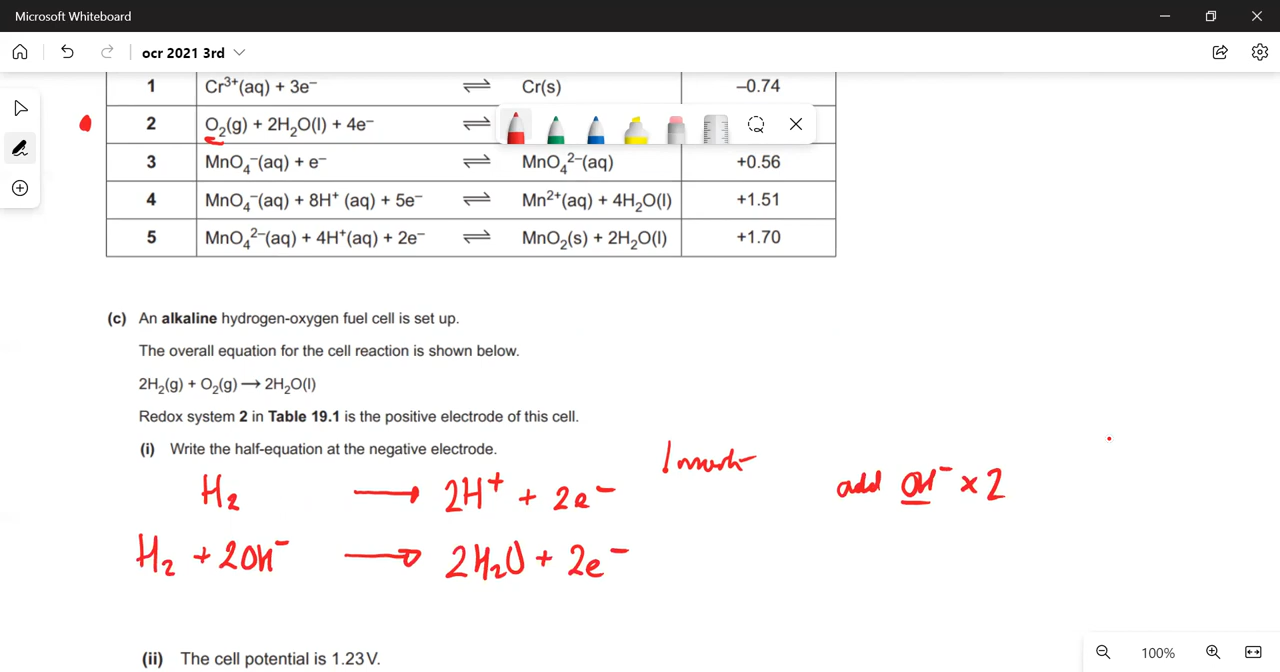 Microsoft Whiteboard
ocr 2021 3rd
1 Cr³⁺(aq) + 3e⁻ ⇌ Cr(s) –0.74
2 O₂(g) + 2H₂O(l) + 4e⁻ ⇌
3 MnO₄⁻(aq) + e⁻ ⇌ MnO₄²⁻(aq) +0.56
4 MnO₄⁻(aq) + 8H⁺ (aq) + 5e⁻ ⇌ Mn²⁺(aq) + 4H₂O(l) +1.51
5 MnO₄²⁻(aq) + 4H⁺(aq) + 2e⁻ ⇌ MnO₂(s) + 2H₂O(l) +1.70
(c) An alkaline hydrogen-oxygen fuel cell is set up.
The overall equation for the cell reaction is shown below.
2H₂(g) + O₂(g) → 2H₂O(l)
Redox system 2 in Table 19.1 is the positive electrode of this cell.
(i) Write the half-equation at the negative electrode.
1 mark
H₂ → 2H⁺ + 2e⁻
add OH⁻ × 2
H₂ + 2OH⁻ → 2H₂O + 2e⁻
(ii) The cell potential is 1.23 V.
100%